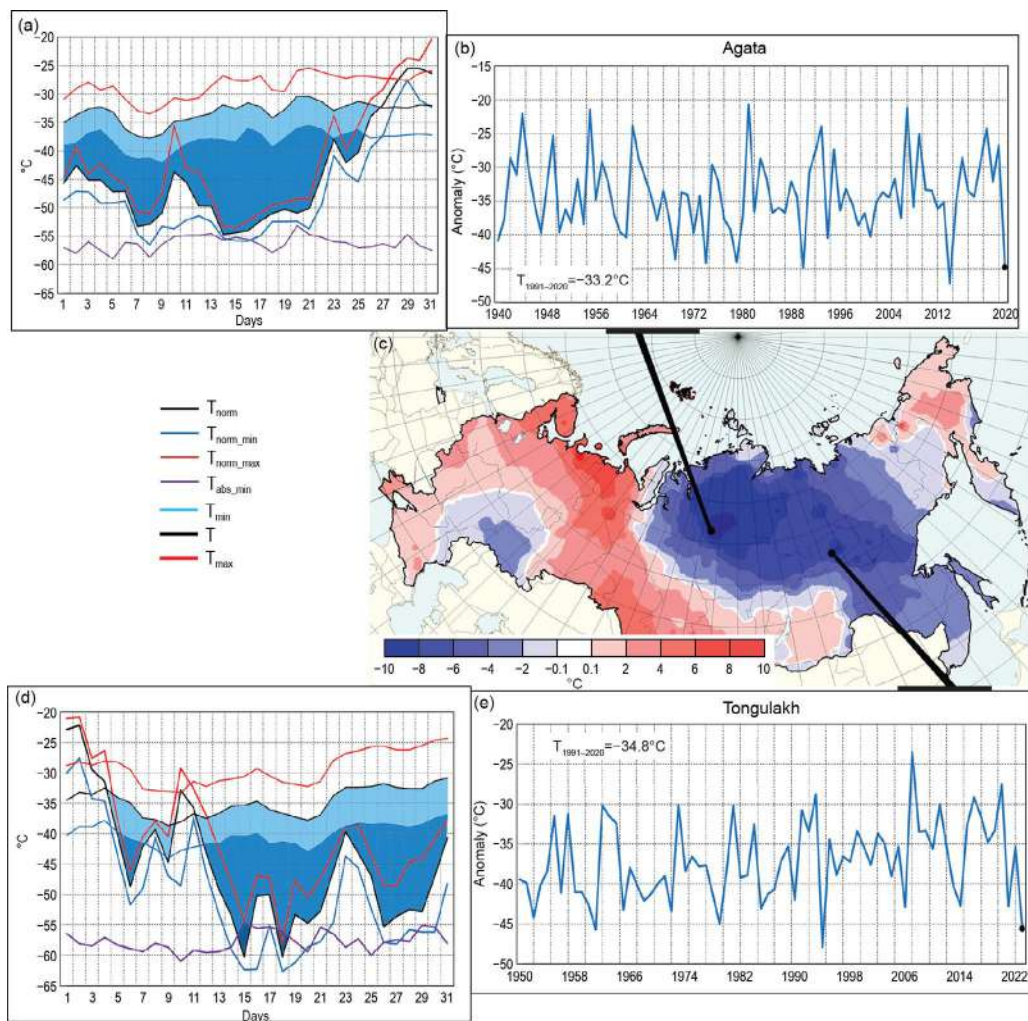 (a)
−20
−25
−30
−35
−40
−45
−50
−55
−60
−65
°C
1 3 5 7 9 11 13 15 17 19 21 23 25 27 29 31
Days
(b)
Agata
−15
−20
−25
−30
−35
−40
−45
−50
Anomaly (°C)
T1991–2020=−33.2°C
1940 1948 1956 1964 1972 1980 1988 1996 2004 2012 2020
Tnorm
Tnorm_min
Tnorm_max
Tabs_min
Tmin
T
Tmax
(c)
−10 −8 −6 −4 −2 −0.1 0.1 2 4 6 8 10
°C
(d)
−20
−25
−30
−35
−40
−45
−50
−55
−60
−65
°C
1 3 5 7 9 11 13 15 17 19 21 23 25 27 29 31
Days
(e)
Tongulakh
−20
−25
−30
−35
−40
−45
−50
Anomaly (°C)
T1991–2020=−34.8°C
1950 1958 1966 1974 1982 1990 1998 2006 2014 2022